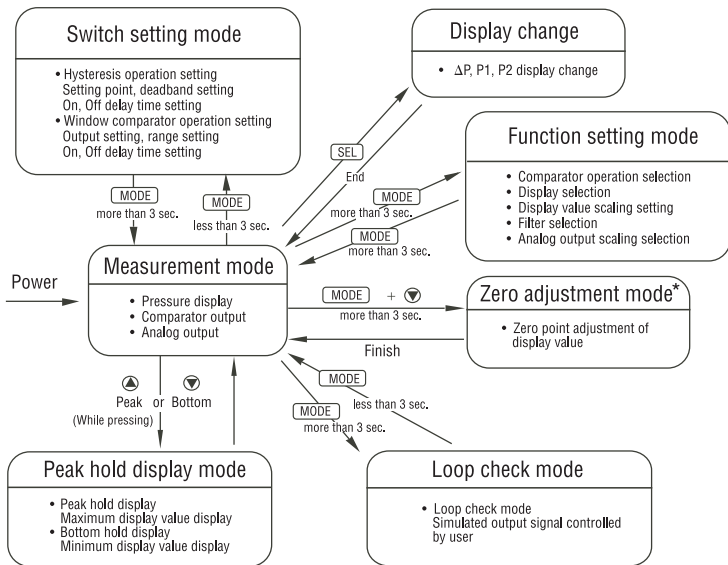 Switch setting mode
• Hysteresis operation setting
Setting point, deadband setting
On, Off delay time setting
• Window comparator operation setting
Output setting, range setting
On, Off delay time setting
Display change
• ΔP, P1, P2 display change
SEL
End
Function setting mode
• Comparator operation selection
• Display selection
• Display value scaling setting
• Filter selection
• Analog output scaling selection
MODE
more than 3 sec.
MODE
less than 3 sec.
MODE
more than 3 sec.
MODE
more than 3 sec.
Power
Measurement mode
• Pressure display
• Comparator output
• Analog output
MODE + ▼
more than 3 sec.
Finish
Zero adjustment mode*
• Zero point adjustment of
display value
▲ ▼
Peak or Bottom
(While pressing)
MODE
less than 3 sec.
MODE
more than 3 sec.
Peak hold display mode
• Peak hold display
Maximum display value display
• Bottom hold display
Minimum display value display
Loop check mode
• Loop check mode
Simulated output signal controlled
by user